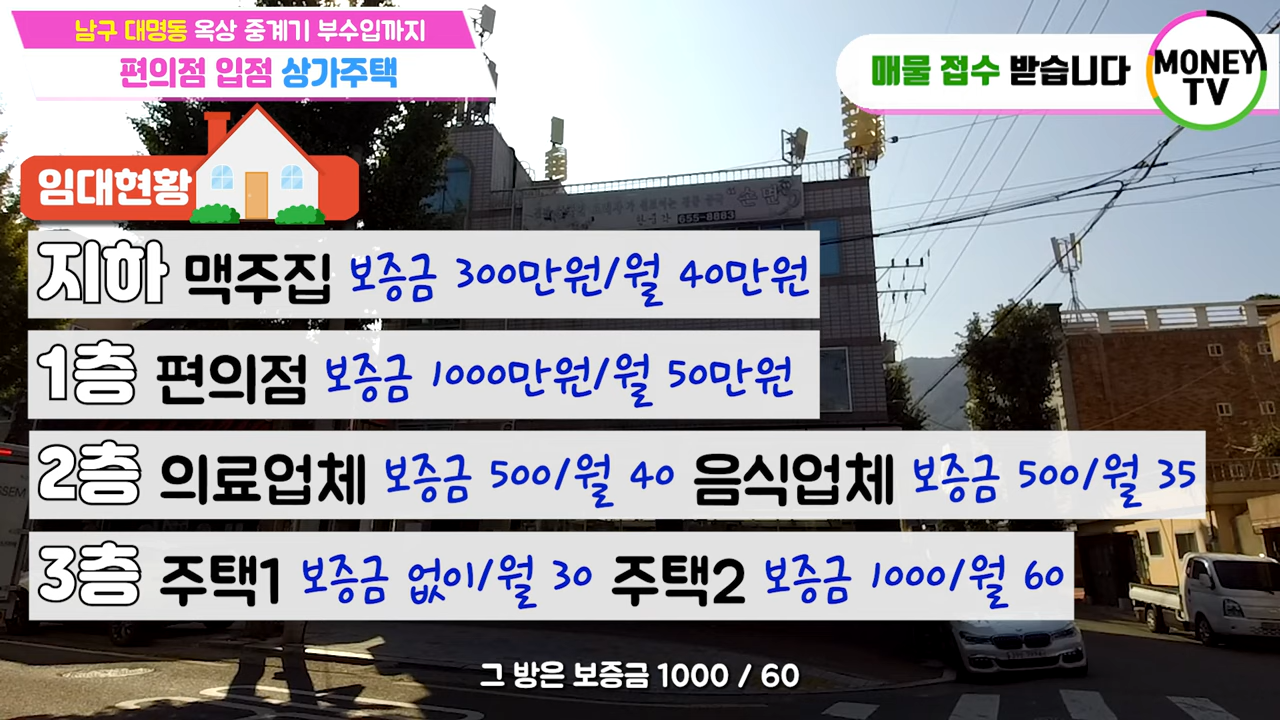 남구 대명동 옥상 중계기 부수입까지
편의점 입점 상가주택
매물 접수 받습니다
MONEY
TV
임대현황
손면
655-8883
지하 맥주집 보증금 300만원/월 40만원
1층 편의점 보증금 1000만원/월 50만원
2층 의료업체 보증금 500/월 40 음식업체 보증금 500/월 35
3층 주택1 보증금 없이/월 30 주택2 보증금 1000/월 60
그 방은 보증금 1000 / 60